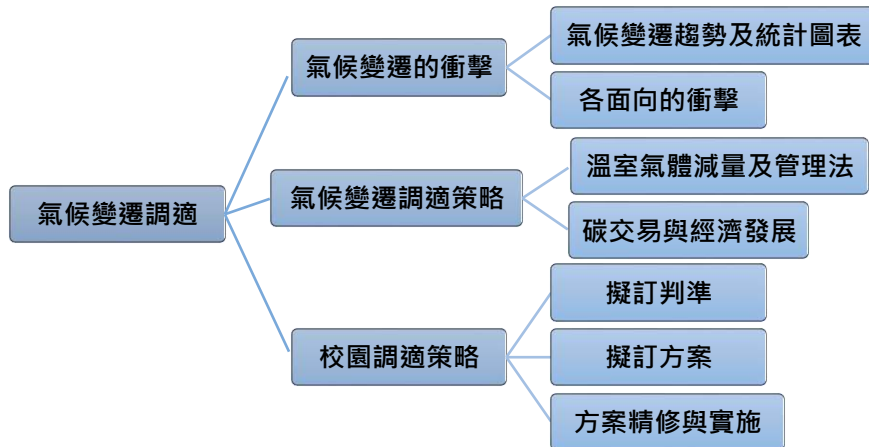 氣候變遷調適
氣候變遷的衝擊
氣候變遷趨勢及統計圖表
各面向的衝擊
氣候變遷調適策略
溫室氣體減量及管理法
碳交易與經濟發展
校園調適策略
擬訂判準
擬訂方案
方案精修與實施